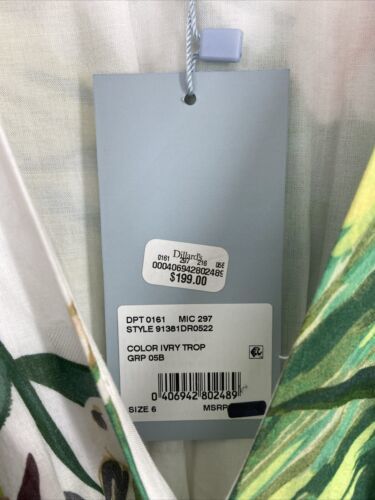 Dillard's
0161 297 216 05B
000406942802489
$199.00
DPT 0161 MIC 297
STYLE 91381DR0522
COLOR IVRY TROP
GRP 05B
0 406942 802489
SIZE 6 MSRP